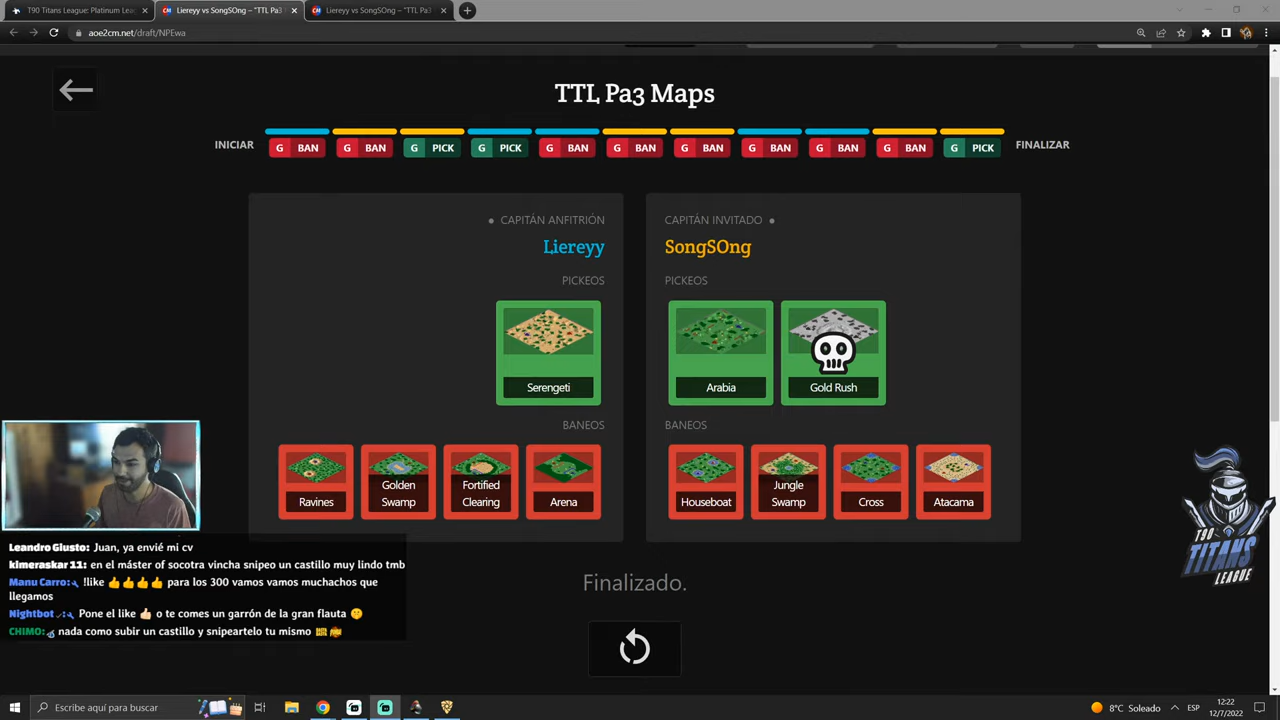 T90 Titans League: Platinum Leag
Liereyy vs SongSOng – "TTL Pa3 M
Liereyy vs SongSOng – "TTL Pa3
aoe2cm.net/draft/NPEwa
TTL Pa3 Maps
INICIAR
G BAN
G BAN
G PICK
G PICK
G BAN
G BAN
G BAN
G BAN
G BAN
G BAN
G PICK
FINALIZAR
CAPITÁN ANFITRIÓN
Liereyy
PICKEOS
Serengeti
BANEOS
Ravines
Golden
Swamp
Fortified
Clearing
Arena
CAPITÁN INVITADO
SongSOng
PICKEOS
Arabia
Gold Rush
BANEOS
Houseboat
Jungle
Swamp
Cross
Atacama
Finalizado.
Leandro Giusto: Juan, ya envié mi cv
kimeraskar 11: en el máster of socotra vincha snipeo un castillo muy lindo tmb
Manu Carro: !like 👍👍👍👍 para los 300 vamos vamos muchachos que
llegamos
Nightbot: Pone el like 👍🏻 o te comes un garrón de la gran flauta 🤫
CHIMO: nada como subir un castillo y snipeartelo tu mismo
T90
TITANS
LEAGUE
Escribe aquí para buscar
8°C Soleado
ESP
12:22
12/7/2022